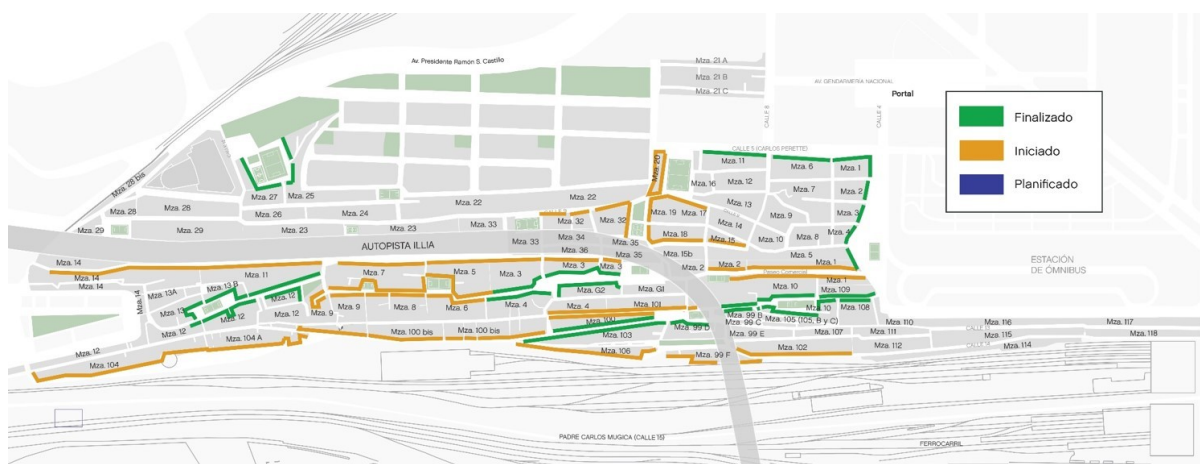 Av. Presidente Ramón S. Castillo
Mza. 21 A
Mza. 21 B
Mza. 21 C
AV. GENDARMERÍA NACIONAL
Portal
CALLE 6
CALLE 4
Finalizado
Iniciado
Planificado
CALLE 5 (CARLOS PERETTE)
Mza. 28 bis
Mza. 27
Mza. 25
Mza. 20
Mza. 11
Mza. 6
Mza. 1
Mza. 16
Mza. 12
Mza. 7
Mza. 2
Mza. 28
Mza. 28
Mza. 26
Mza. 24
Mza. 22
Mza. 22
Mza. 19
Mza. 17
Mza. 13
Mza. 9
Mza. 3
Mza. 29
Mza. 29
Mza. 23
Mza. 23
Mza. 33
Mza. 32
Mza. 32
Mza. 14
Mza. 18
Mza. 15
Mza. 10
Mza. 8
Mza. 4
AUTOPISTA ILLIA
Mza. 33
Mza. 34
Mza. 35
Mza. 36
Mza. 35
Mza. 15b
Mza. 5
Mza. 14
Mza. 14
Mza. 14
Mza. 11
Mza. 7
Mza. 5
Mza. 3
Mza. 3
Mza. 3
Mza. 2
Mza. 2
Mza. 1
Paseo Comercial
Mza. 1
ESTACIÓN
DE ÓMNIBUS
Mza. 14
Mza. 13A
Mza. 13 B
Mza. 13
Mza. 12
Mza. 12
Mza. 12
Mza. 12
Mza. 9
Mza. 9
Mza. 8
Mza. 6
Mza. 4
Mza. G2
Mza. G1
Mza. 10
Mza. 109
Mza. 4
Mza. 101
Mza. 10
Mza. 108
Mza. 100
Mza. 99 B
Mza. 99 C
Mza. 105 (105, B y C)
Mza. 99 D
Mza. 99 E
Mza. 107
Mza. 110
Mza. 111
Mza. 116
Mza. 117
CALLE 13
Mza. 115
Mza. 118
Mza. 12
Mza. 104 A
Mza. 100 bis
Mza. 100 bis
Mza. 103
Mza. 106
Mza. 99 F
Mza. 102
Mza. 112
Mza. 114
Mza. 104
PADRE CARLOS MUGICA (CALLE 15)
FERROCARRIL